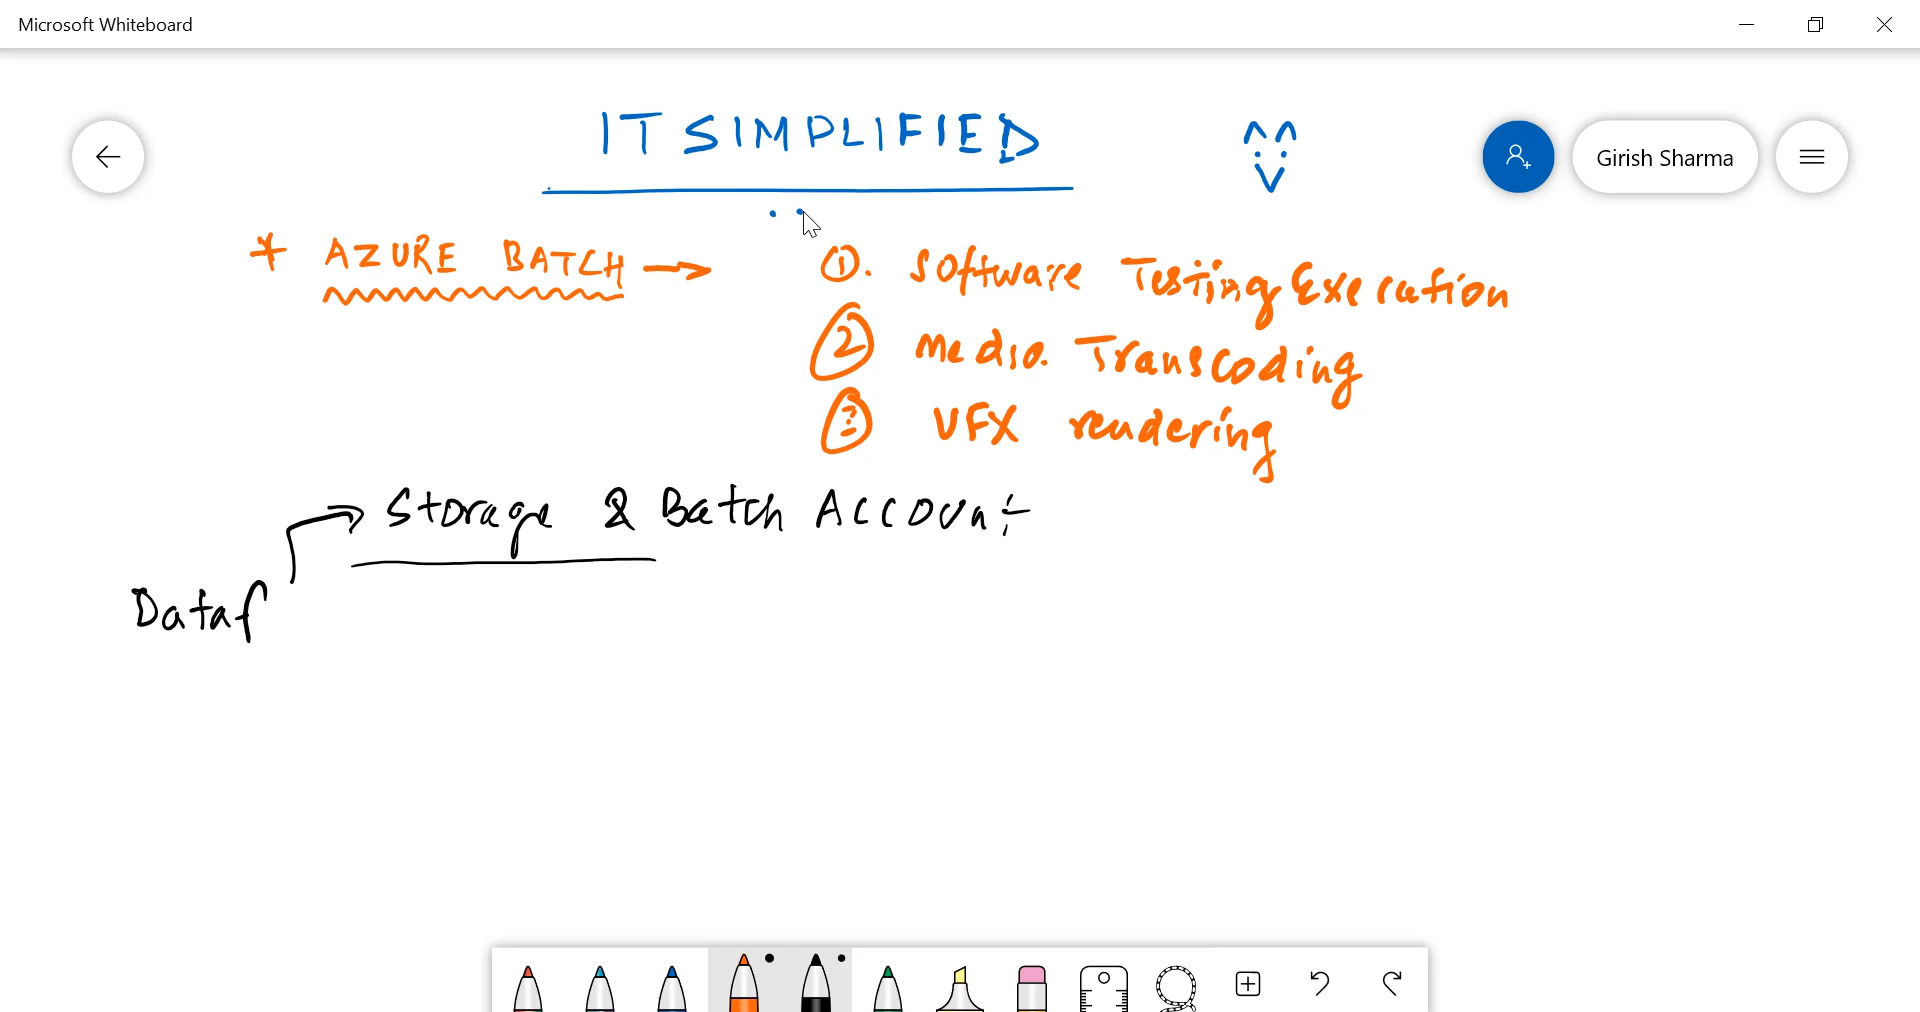 Microsoft Whiteboard
IT SIMPLIFIED
Girish Sharma
* AZURE BATCH → ①. Software Testing Execution
② Media Transcoding
③ VFX rendering
Storage & Batch Account
Dataf